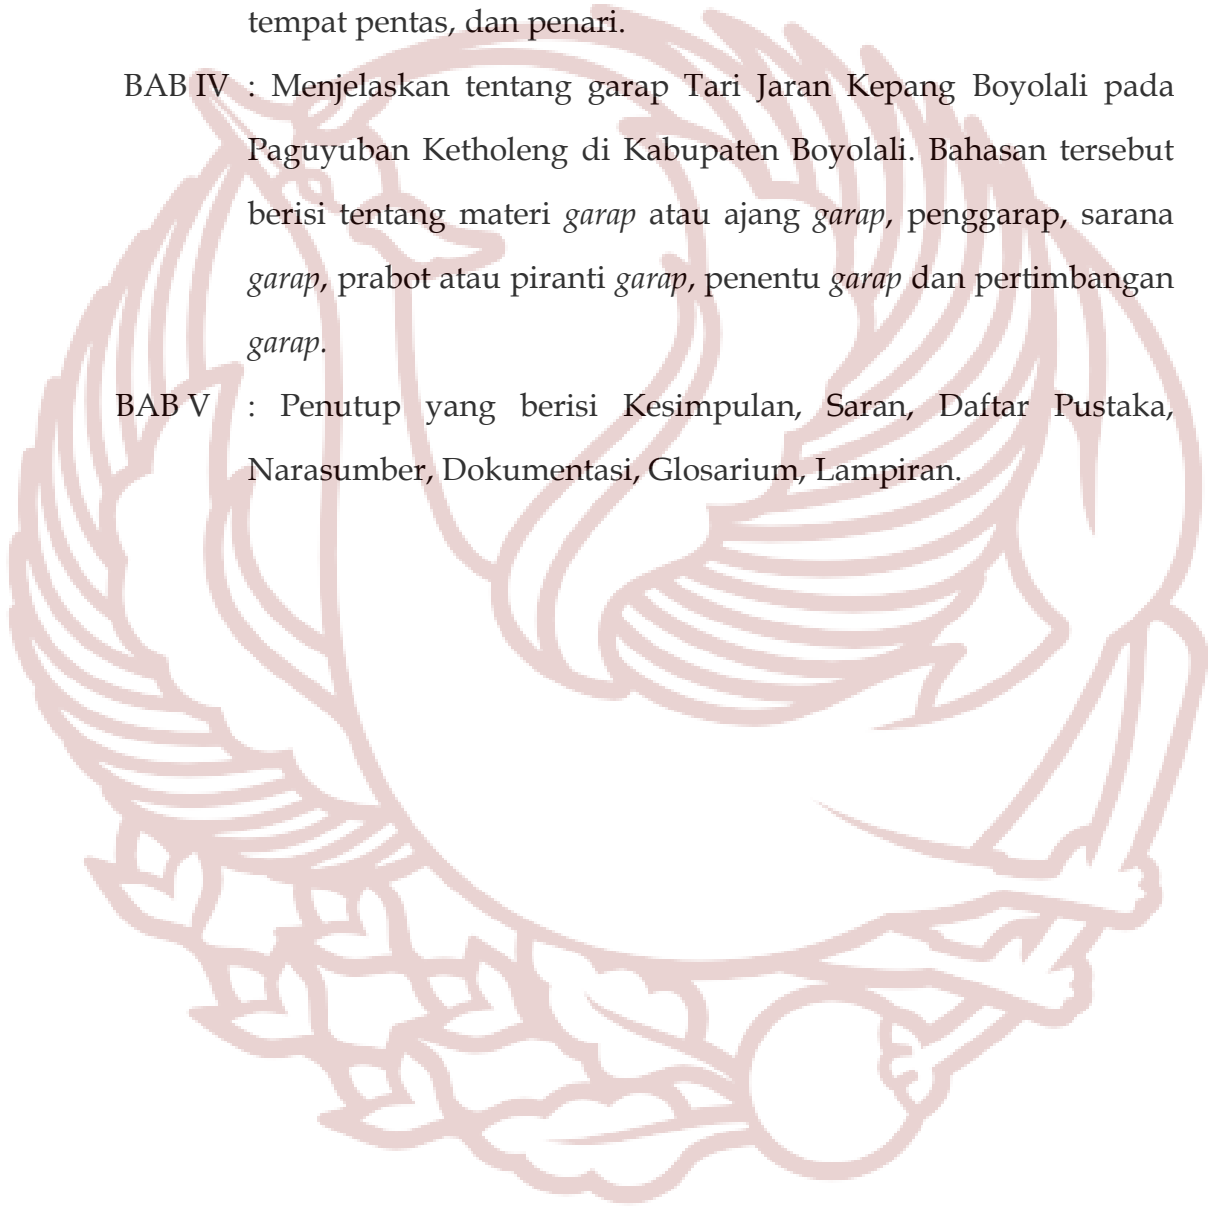 tempat pentas, dan penari.
BAB IV : Menjelaskan tentang garap Tari Jaran Kepang Boyolali pada
Paguyuban Ketholeng di Kabupaten Boyolali. Bahasan tersebut
berisi tentang materi garap atau ajang garap, penggarap, sarana
garap, prabot atau piranti garap, penentu garap dan pertimbangan
garap.
BAB V : Penutup yang berisi Kesimpulan, Saran, Daftar Pustaka,
Narasumber, Dokumentasi, Glosarium, Lampiran.